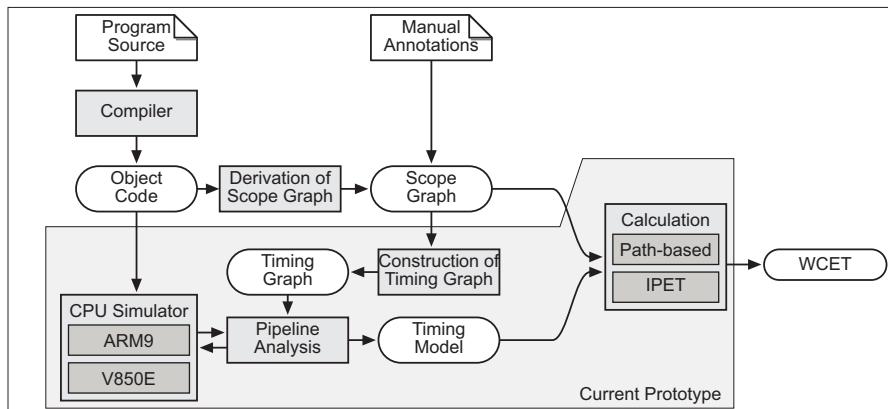 Program
Source
Manual
Annotations
Compiler
Object
Code
Derivation of
Scope Graph
Scope
Graph
Calculation
Path-based
IPET
WCET
Timing
Graph
Construction of
Timing Graph
CPU Simulator
ARM9
V850E
Pipeline
Analysis
Timing
Model
Current Prototype